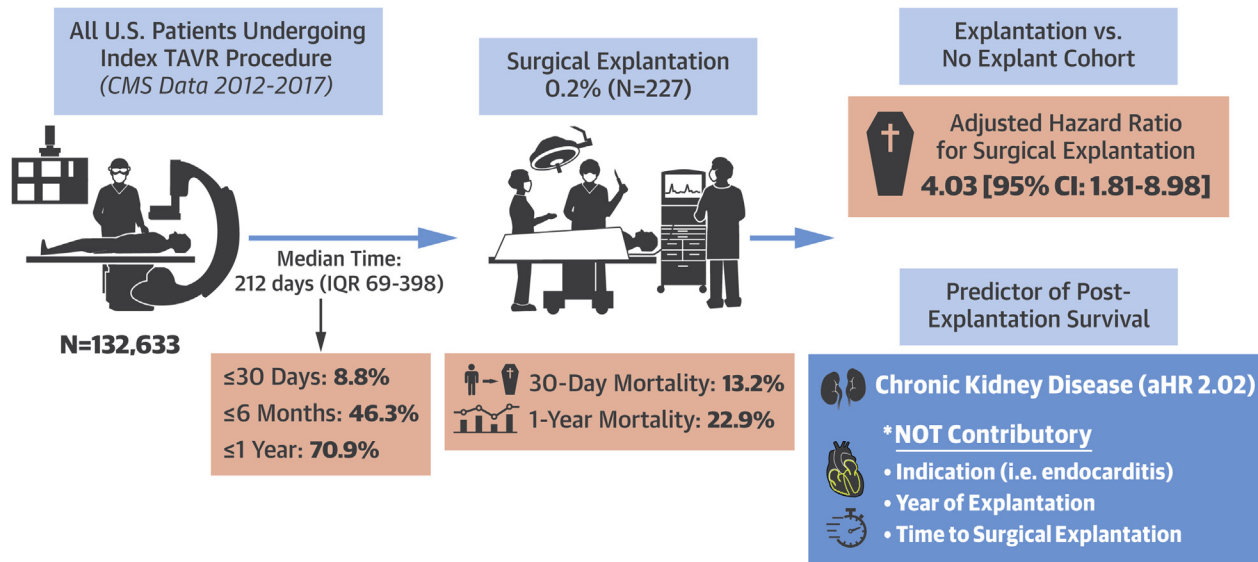 All U.S. Patients Undergoing
Index TAVR Procedure
(CMS Data 2012-2017)
N=132,633
Median Time:
212 days (IQR 69-398)
≤30 Days: 8.8%
≤6 Months: 46.3%
≤1 Year: 70.9%
Surgical Explantation
0.2% (N=227)
30-Day Mortality: 13.2%
1-Year Mortality: 22.9%
Explantation vs.
No Explant Cohort
Adjusted Hazard Ratio
for Surgical Explantation
4.03 [95% CI: 1.81-8.98]
Predictor of Post-
Explantation Survival
Chronic Kidney Disease (aHR 2.02)
*NOT Contributory
• Indication (i.e. endocarditis)
• Year of Explantation
• Time to Surgical Explantation